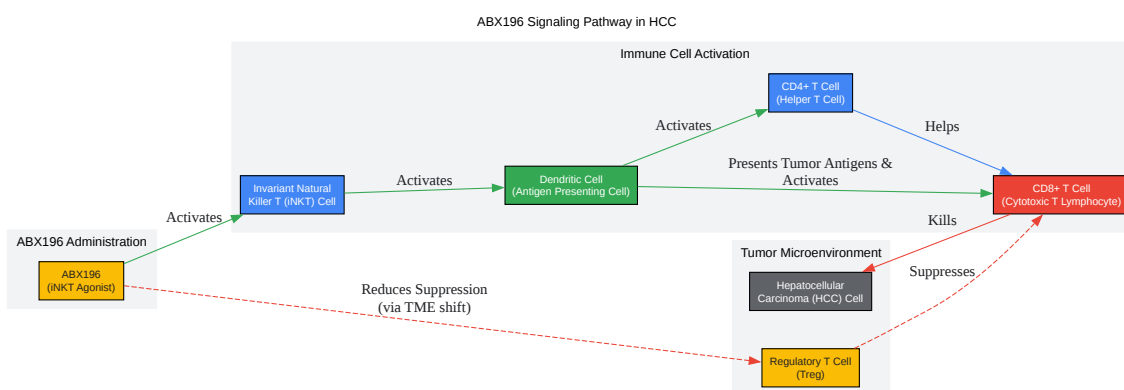 ABX196 Signaling Pathway in HCC
Immune Cell Activation
CD4+ T Cell
(Helper T Cell)
Activates
Helps
Presents Tumor Antigens &
Activates
Activates
Dendritic Cell
(Antigen Presenting Cell)
Invariant Natural
Killer T (iNKT) Cell
CD8+ T Cell
(Cytotoxic T Lymphocyte)
Activates
Kills
ABX196 Administration
ABX196
(iNKT Agonist)
Tumor Microenvironment
Hepatocellular
Carcinoma (HCC) Cell
Suppresses
Reduces Suppression
(via TME shift)
Regulatory T Cell
(Treg)